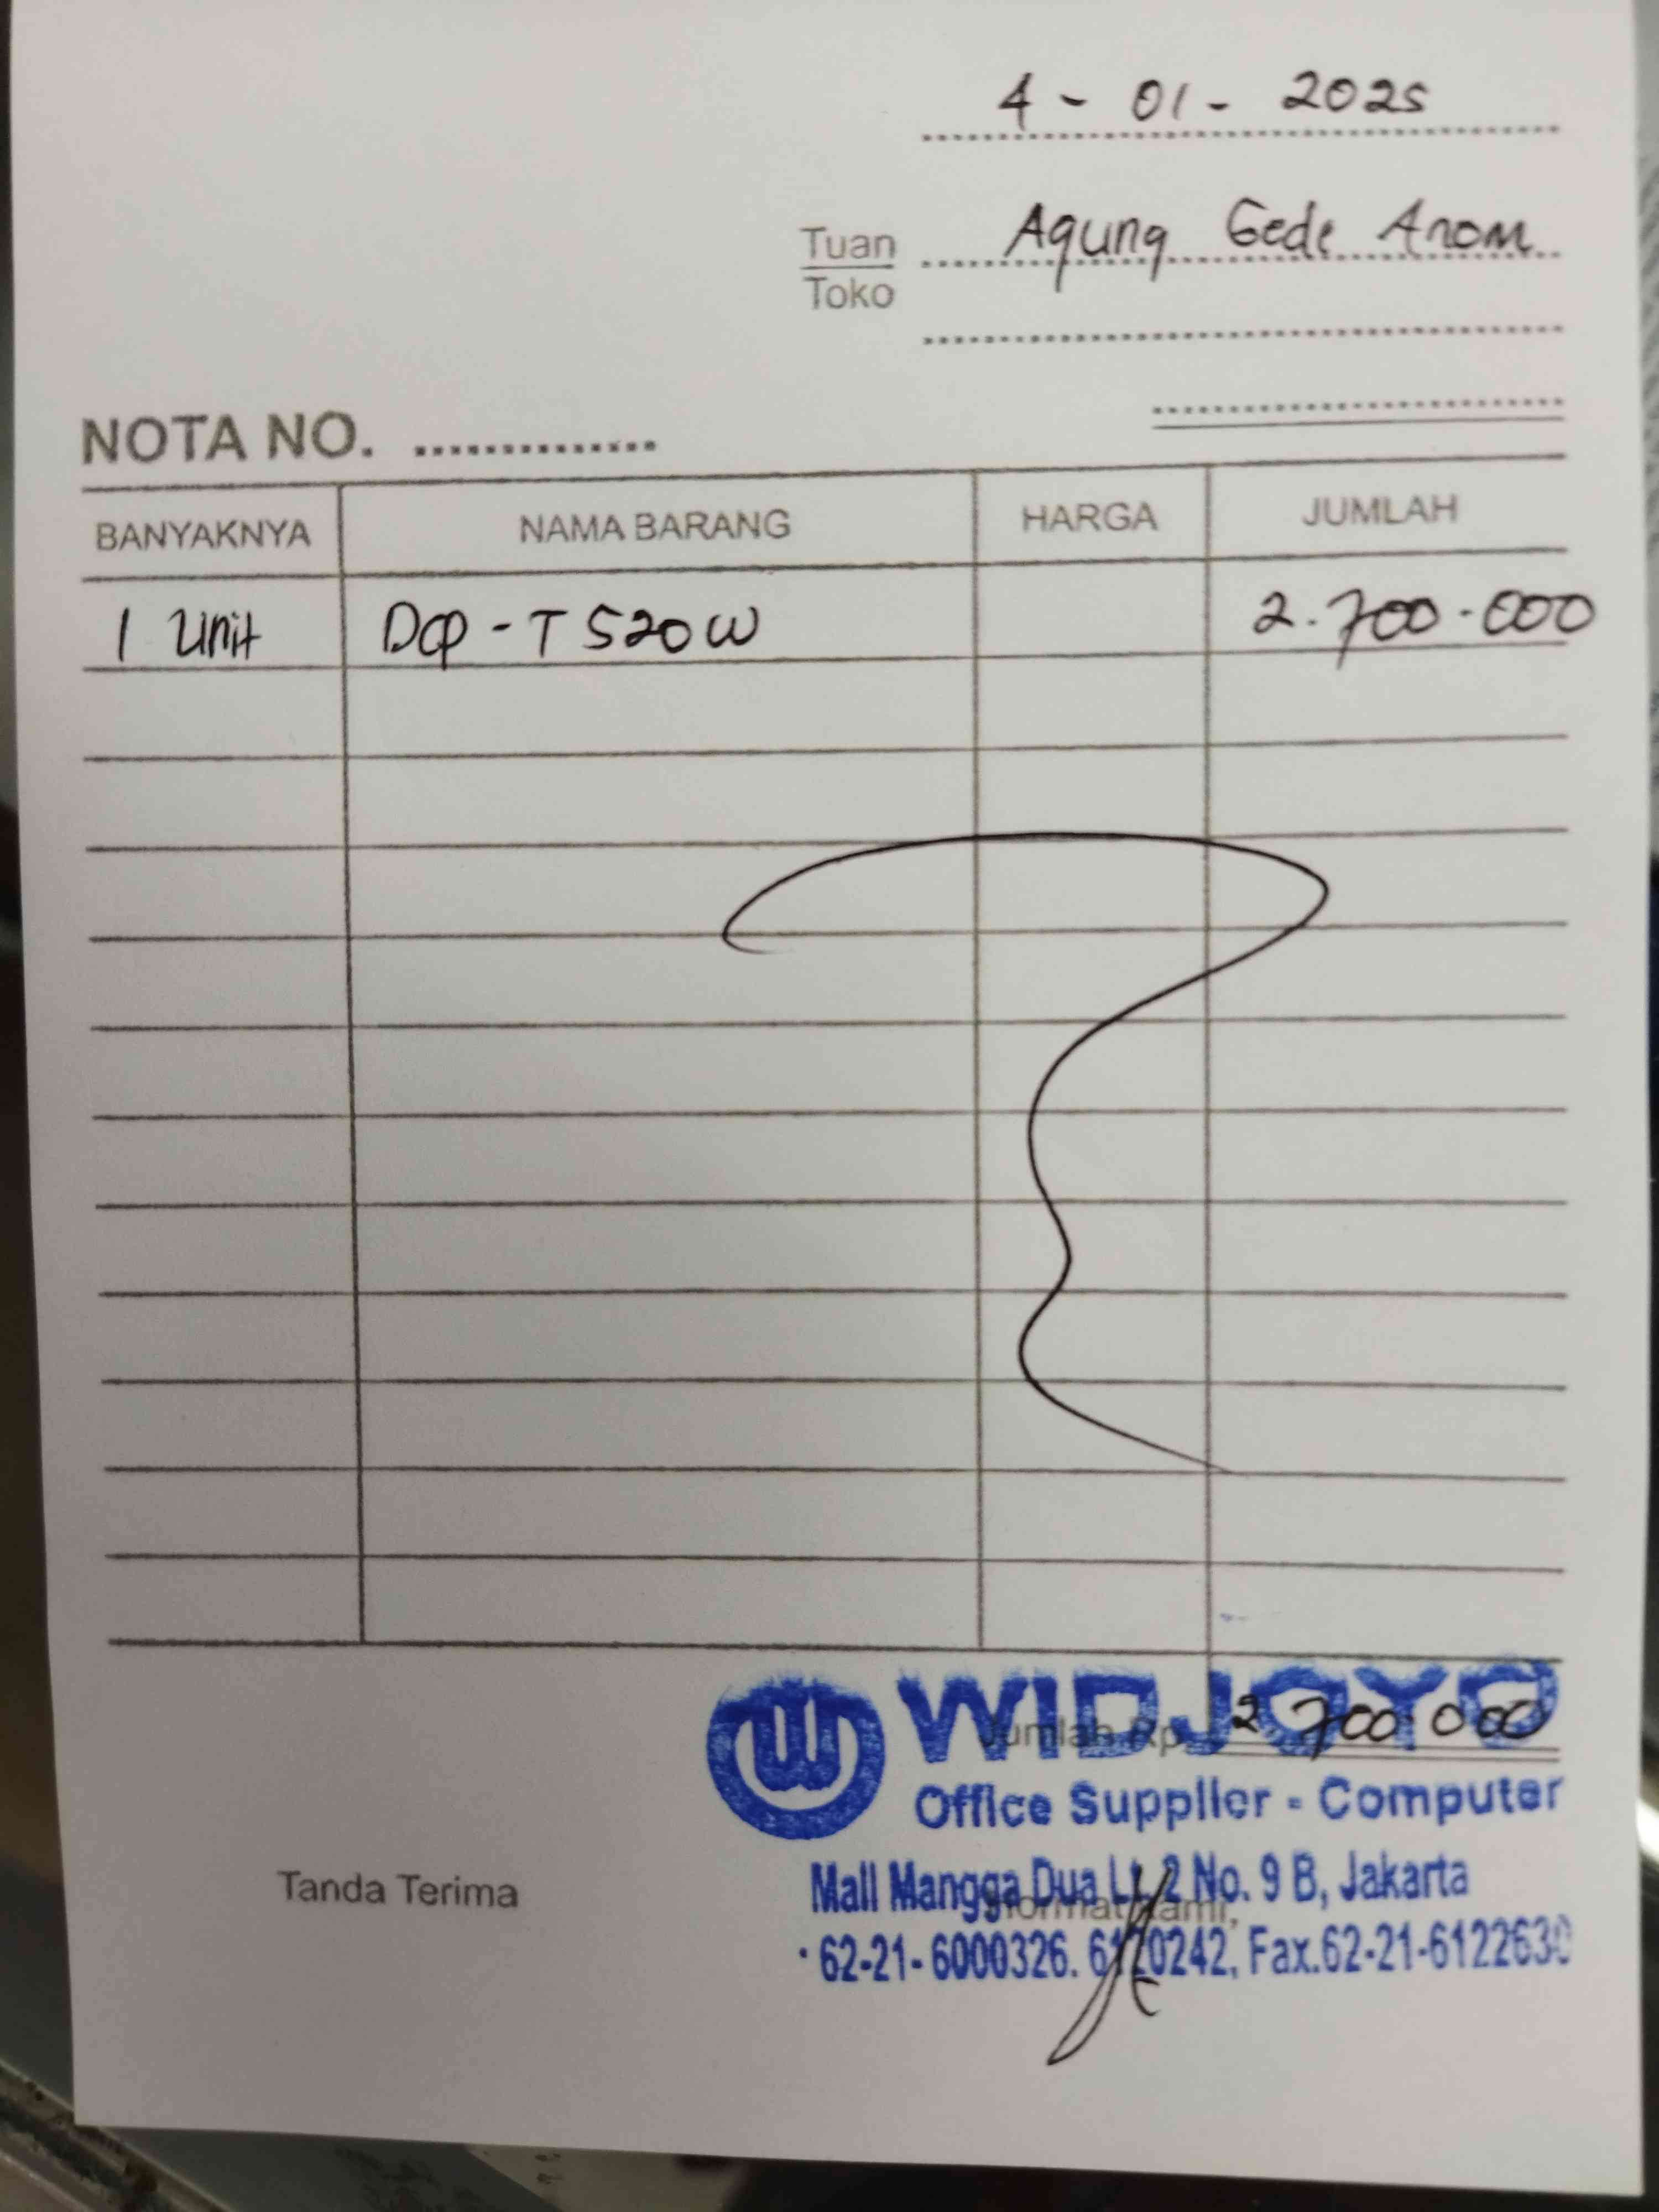 4 - 01 - 2025
Tuan Agung Gede Anom
Toko
NOTA NO. ...............
BANYAKNYA NAMA BARANG HARGA JUMLAH
1 Unit Dcp - T 520 W 2.700.000
WIDJOYO
Jumlah Rp. 2.700.000
Office Supplier - Computer
Tanda Terima
Mall Mangga Dua Lt. 2 No. 9 B, Jakarta
Hormat kami,
62-21- 6000326. 6120242, Fax.62-21-6122630